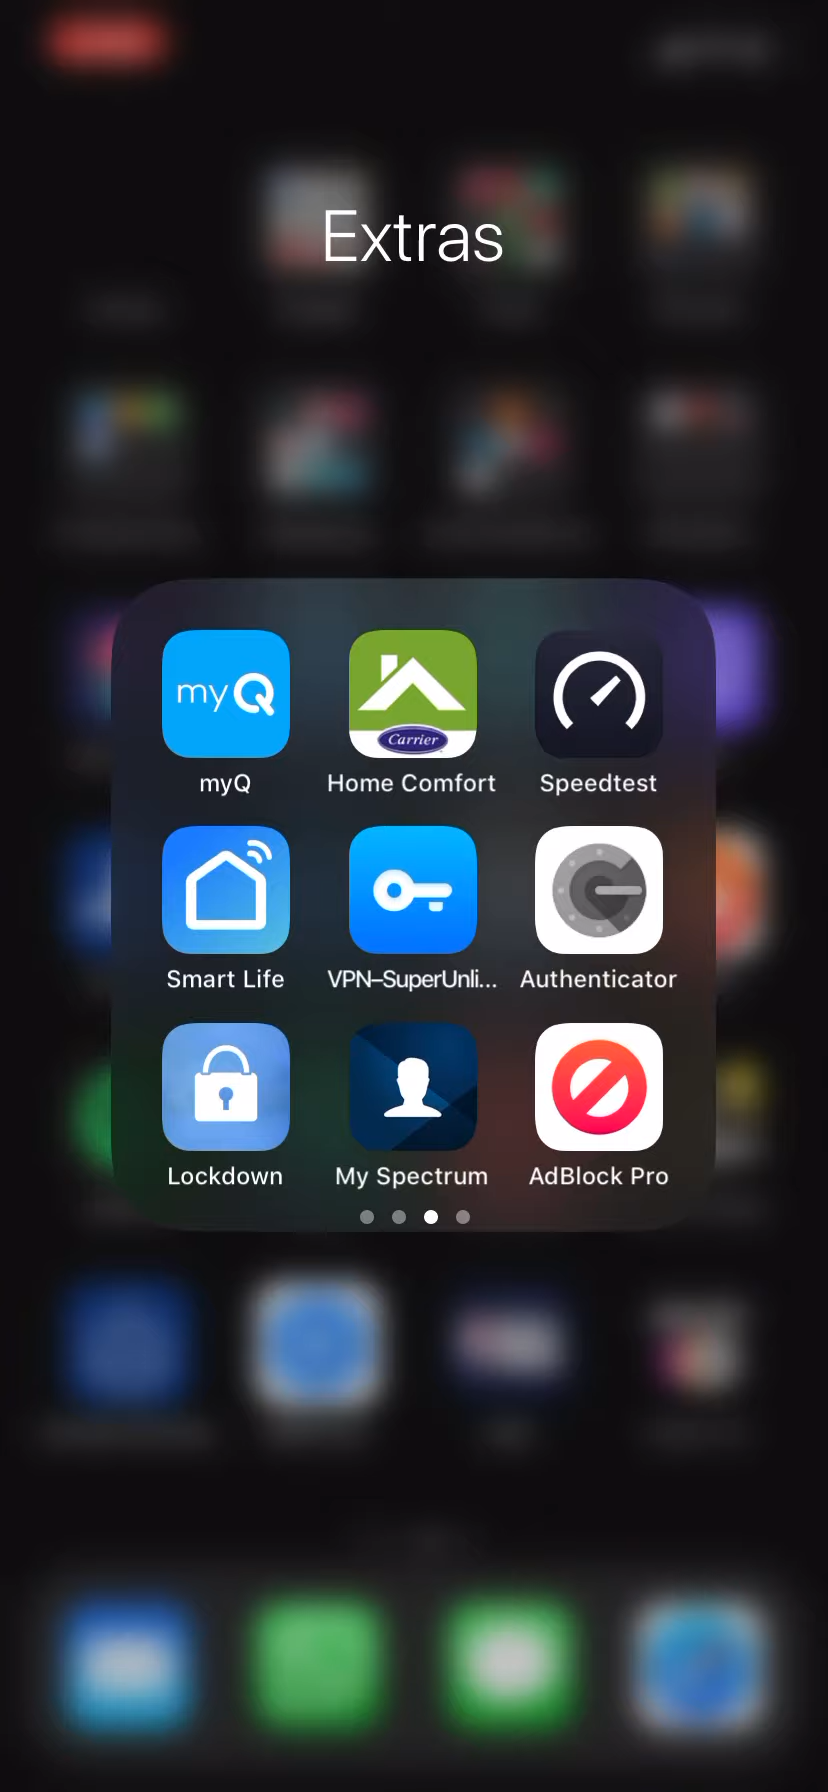 Extras
myQ
Carrier
myQ
Home Comfort
Speedtest
Smart Life
VPN–SuperUnli...
Authenticator
Lockdown
My Spectrum
AdBlock Pro